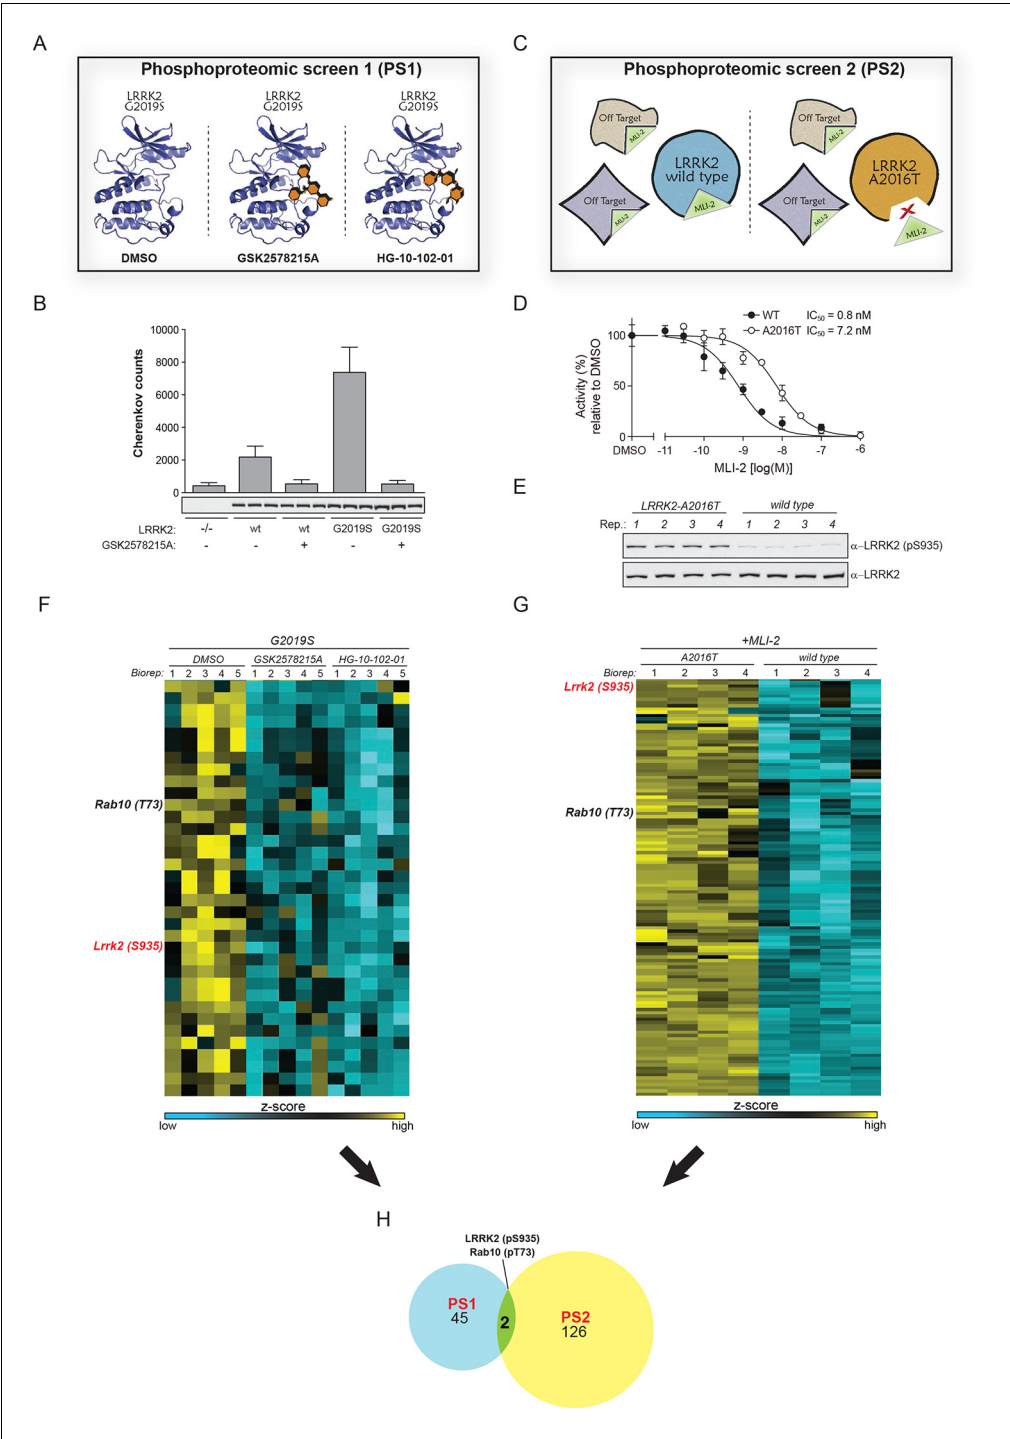 A
Phosphoproteomic screen 1 (PS1)
LRRK2
G2019S
LRRK2
G2019S
LRRK2
G2019S
DMSO
GSK2578215A
HG-10-102-01
C
Phosphoproteomic screen 2 (PS2)
Off Target
MLI-2
Off Target
MLI-2
LRRK2
wild type
MLI-2
Off Target
MLI-2
Off Target
MLI-2
LRRK2
A2016T
x
MLI-2
B
Cherenkov counts
10000
8000
6000
4000
2000
0
LRRK2: -/- wt wt G2019S G2019S
GSK2578215A: - - + - +
D
WT IC50 = 0.8 nM
A2016T IC50 = 7.2 nM
Activity (%)
relative to DMSO
100
50
0
DMSO -11 -10 -9 -8 -7 -6
MLI-2 [log(M)]
E
LRRK2-A2016T wild type
Rep.: 1 2 3 4 1 2 3 4
α-LRRK2 (pS935)
α-LRRK2
F
G2019S
DMSO GSK2578215A HG-10-102-01
Biorep: 1 2 3 4 5 1 2 3 4 5 1 2 3 4 5
Rab10 (T73)
Lrrk2 (S935)
z-score
low high
G
+MLI-2
A2016T wild type
Biorep: 1 2 3 4 1 2 3 4
Lrrk2 (S935)
Rab10 (T73)
z-score
low high
H
LRRK2 (pS935)
Rab10 (pT73)
PS1
45
2
PS2
126